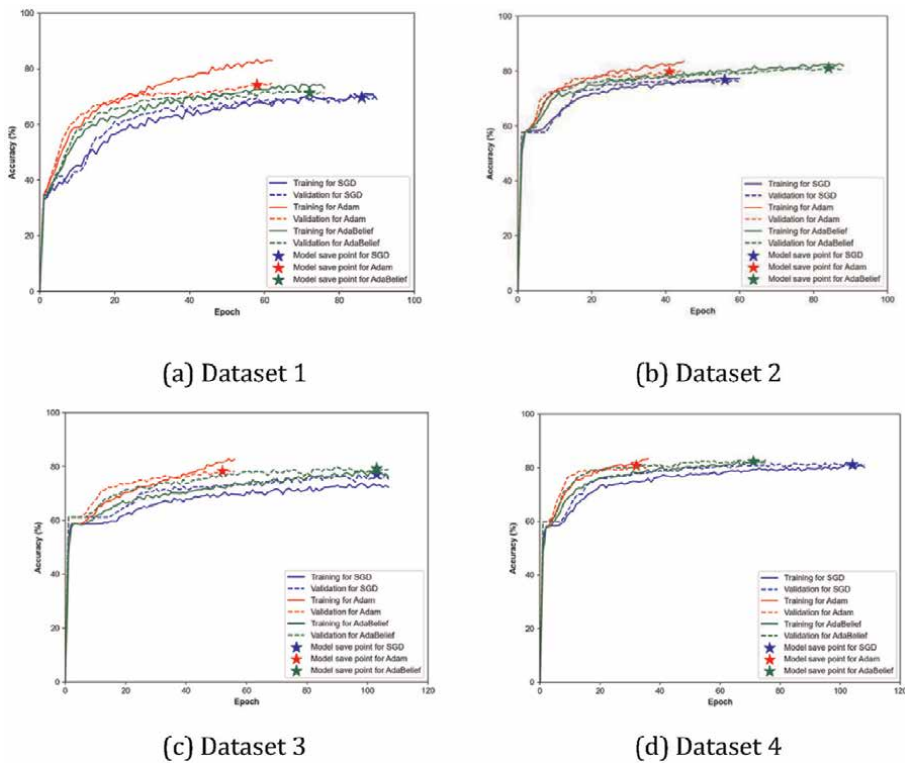 100
80
60
40
20
0
Accuracy (%)
0 20 40 60 80 100
Epoch
Training for SGD
Validation for SGD
Training for Adam
Validation for Adam
Training for AdaBelief
Validation for AdaBelief
Model save point for SGD
Model save point for Adam
Model save point for AdaBelief
(a) Dataset 1
100
80
60
40
20
0
Accuracy (%)
0 20 40 60 80 100
Epoch
Training for SGD
Validation for SGD
Training for Adam
Validation for Adam
Training for AdaBelief
Validation for AdaBelief
Model save point for SGD
Model save point for Adam
Model save point for AdaBelief
(b) Dataset 2
100
80
60
40
20
0
Accuracy (%)
0 20 40 60 80 100 120
Epoch
Training for SGD
Validation for SGD
Training for Adam
Validation for Adam
Training for AdaBelief
Validation for AdaBelief
Model save point for SGD
Model save point for Adam
Model save point for AdaBelief
(c) Dataset 3
100
80
60
40
20
0
Accuracy (%)
0 20 40 60 80 100 120
Epoch
Training for SGD
Validation for SGD
Training for Adam
Validation for Adam
Training for AdaBelief
Validation for AdaBelief
Model save point for SGD
Model save point for Adam
Model save point for AdaBelief
(d) Dataset 4